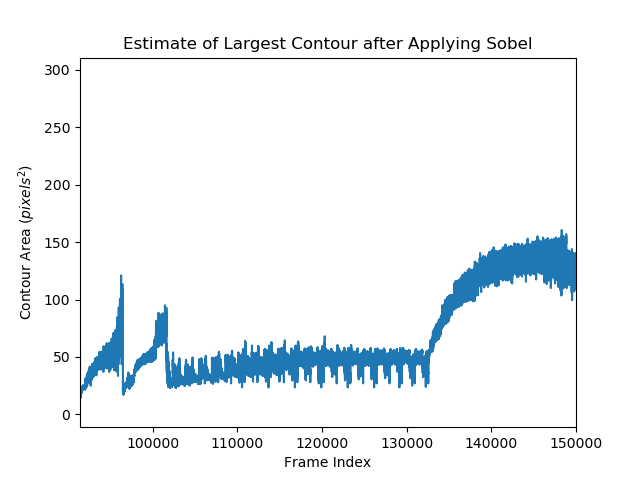 Estimate of Largest Contour after Applying Sobel
300
250
200
150
100
50
0
Contour Area (pixels²)
100000 110000 120000 130000 140000 150000
Frame Index